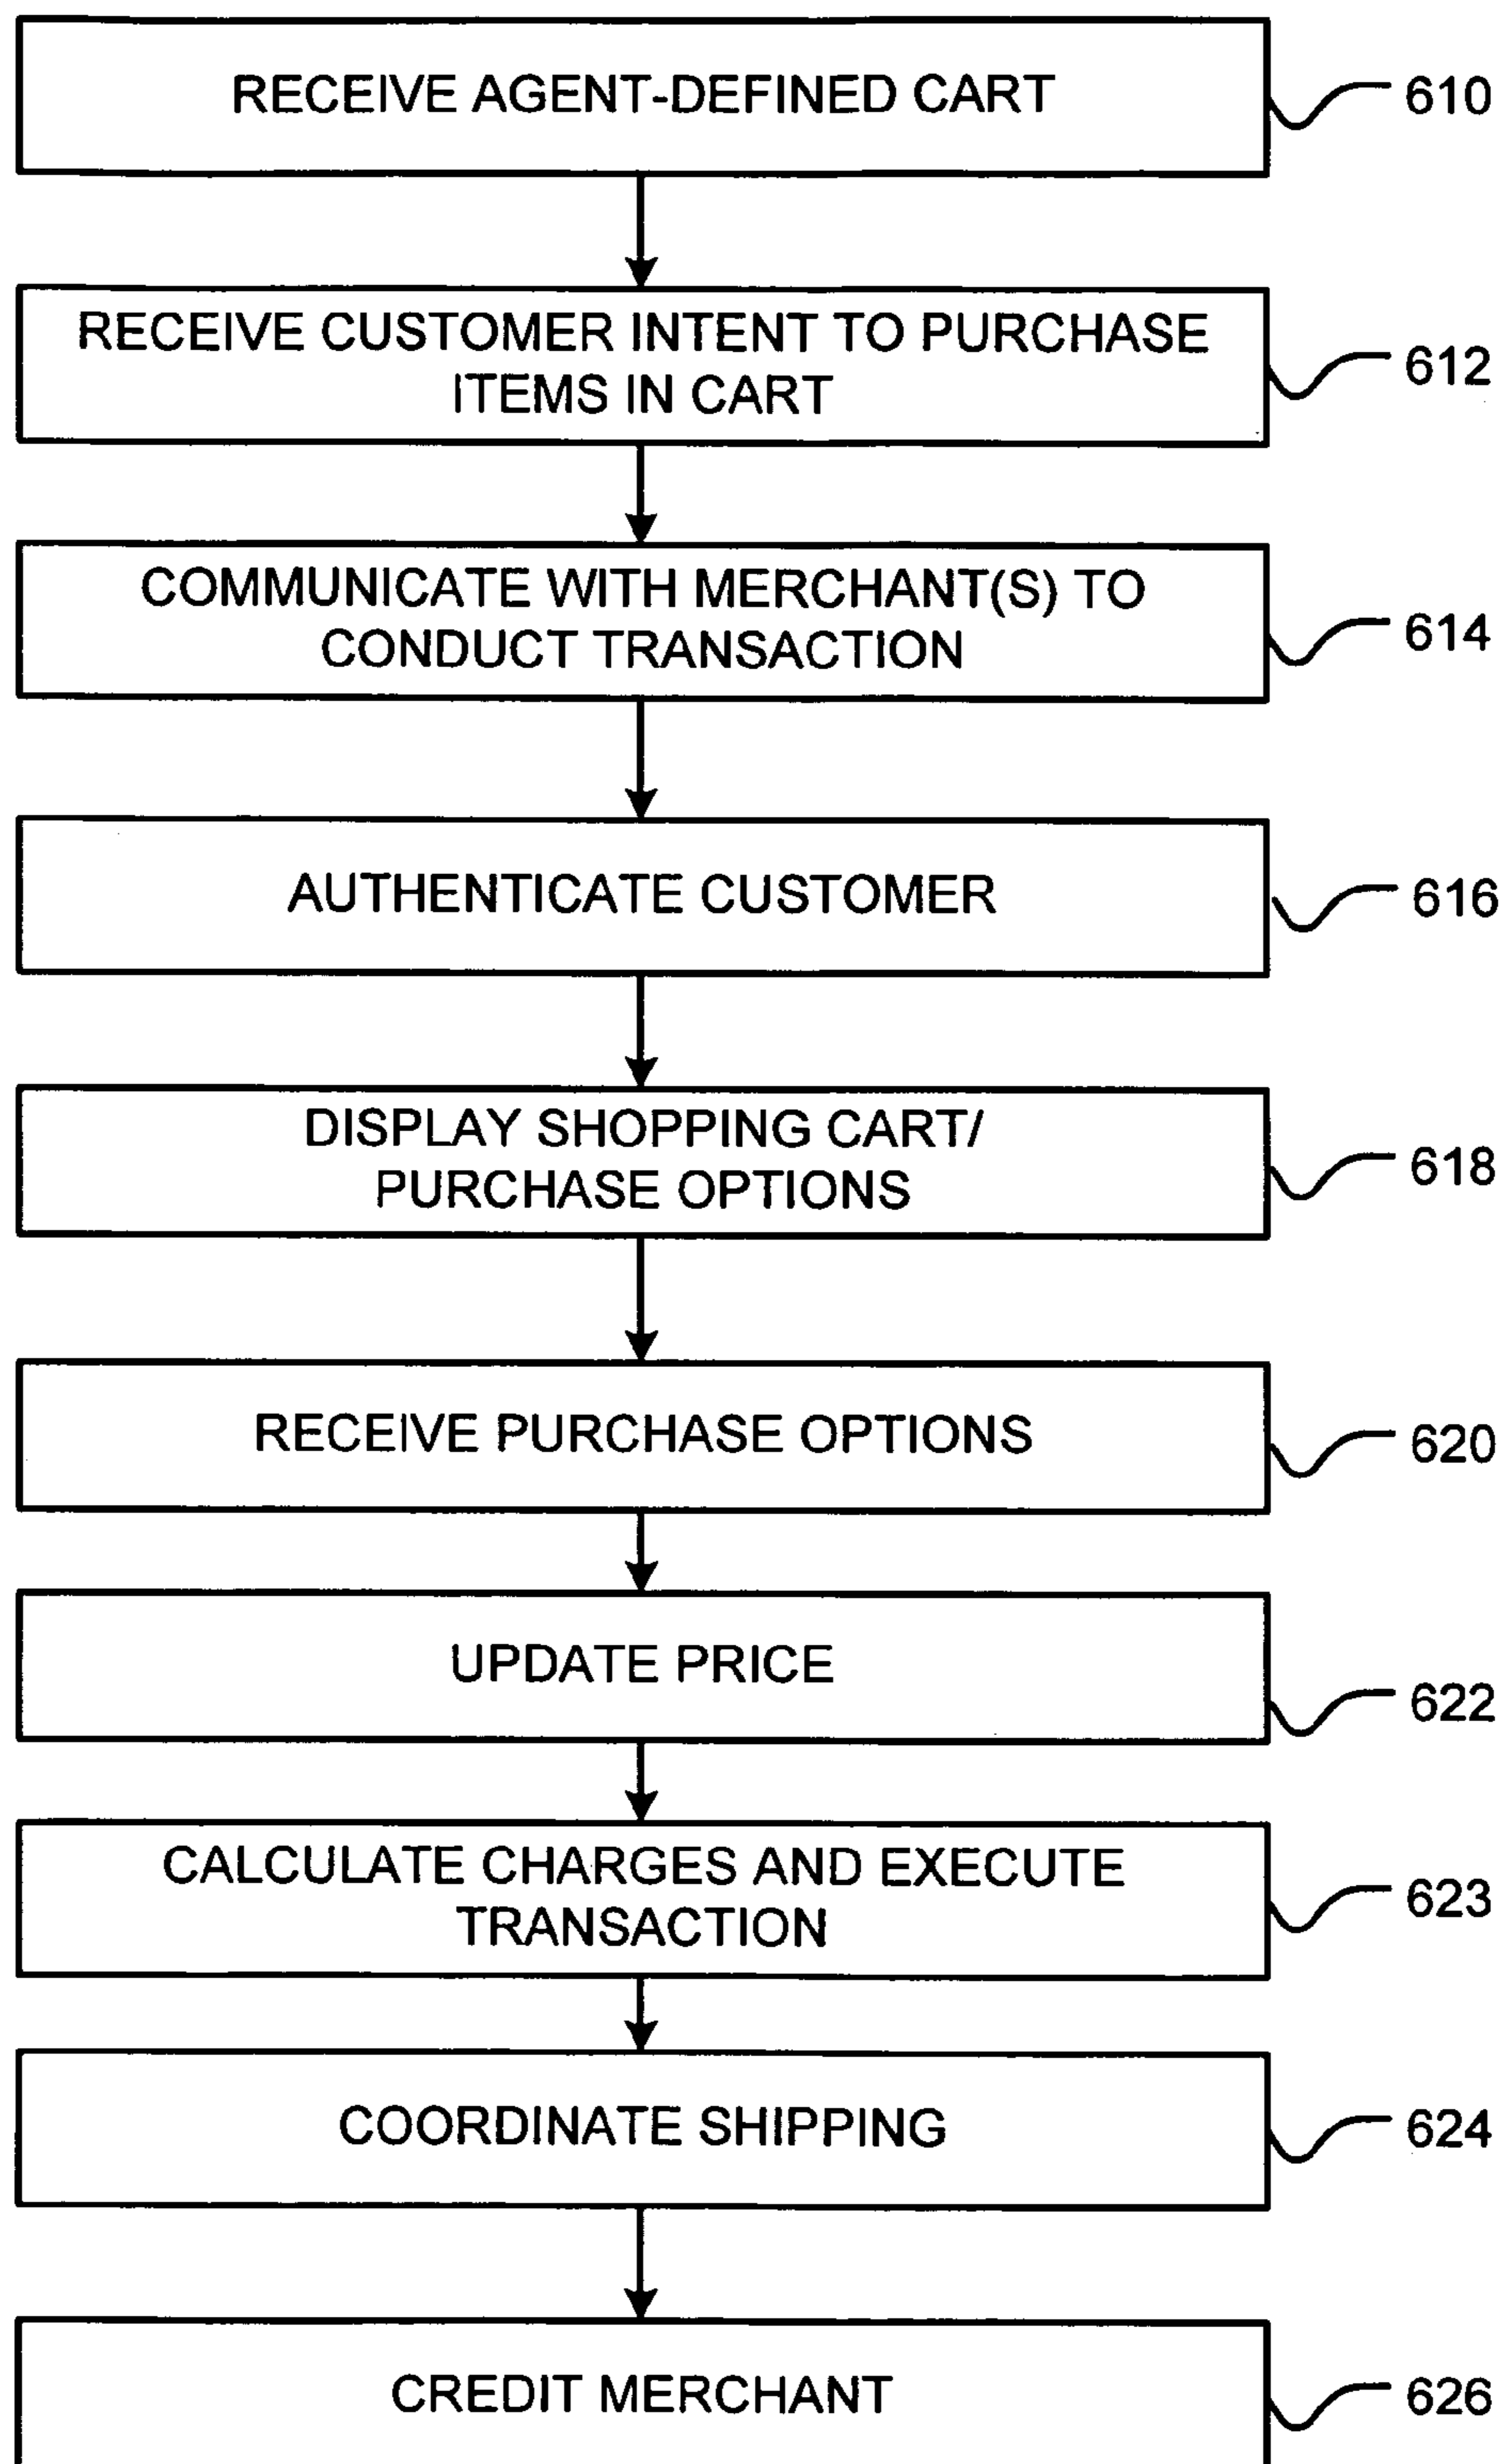 RECEIVE AGENT-DEFINED CART
610
RECEIVE CUSTOMER INTENT TO PURCHASE
ITEMS IN CART
612
COMMUNICATE WITH MERCHANT(S) TO
CONDUCT TRANSACTION
614
AUTHENTICATE CUSTOMER
616
DISPLAY SHOPPING CART/
PURCHASE OPTIONS
618
RECEIVE PURCHASE OPTIONS
620
UPDATE PRICE
622
CALCULATE CHARGES AND EXECUTE
TRANSACTION
623
COORDINATE SHIPPING
624
CREDIT MERCHANT
626